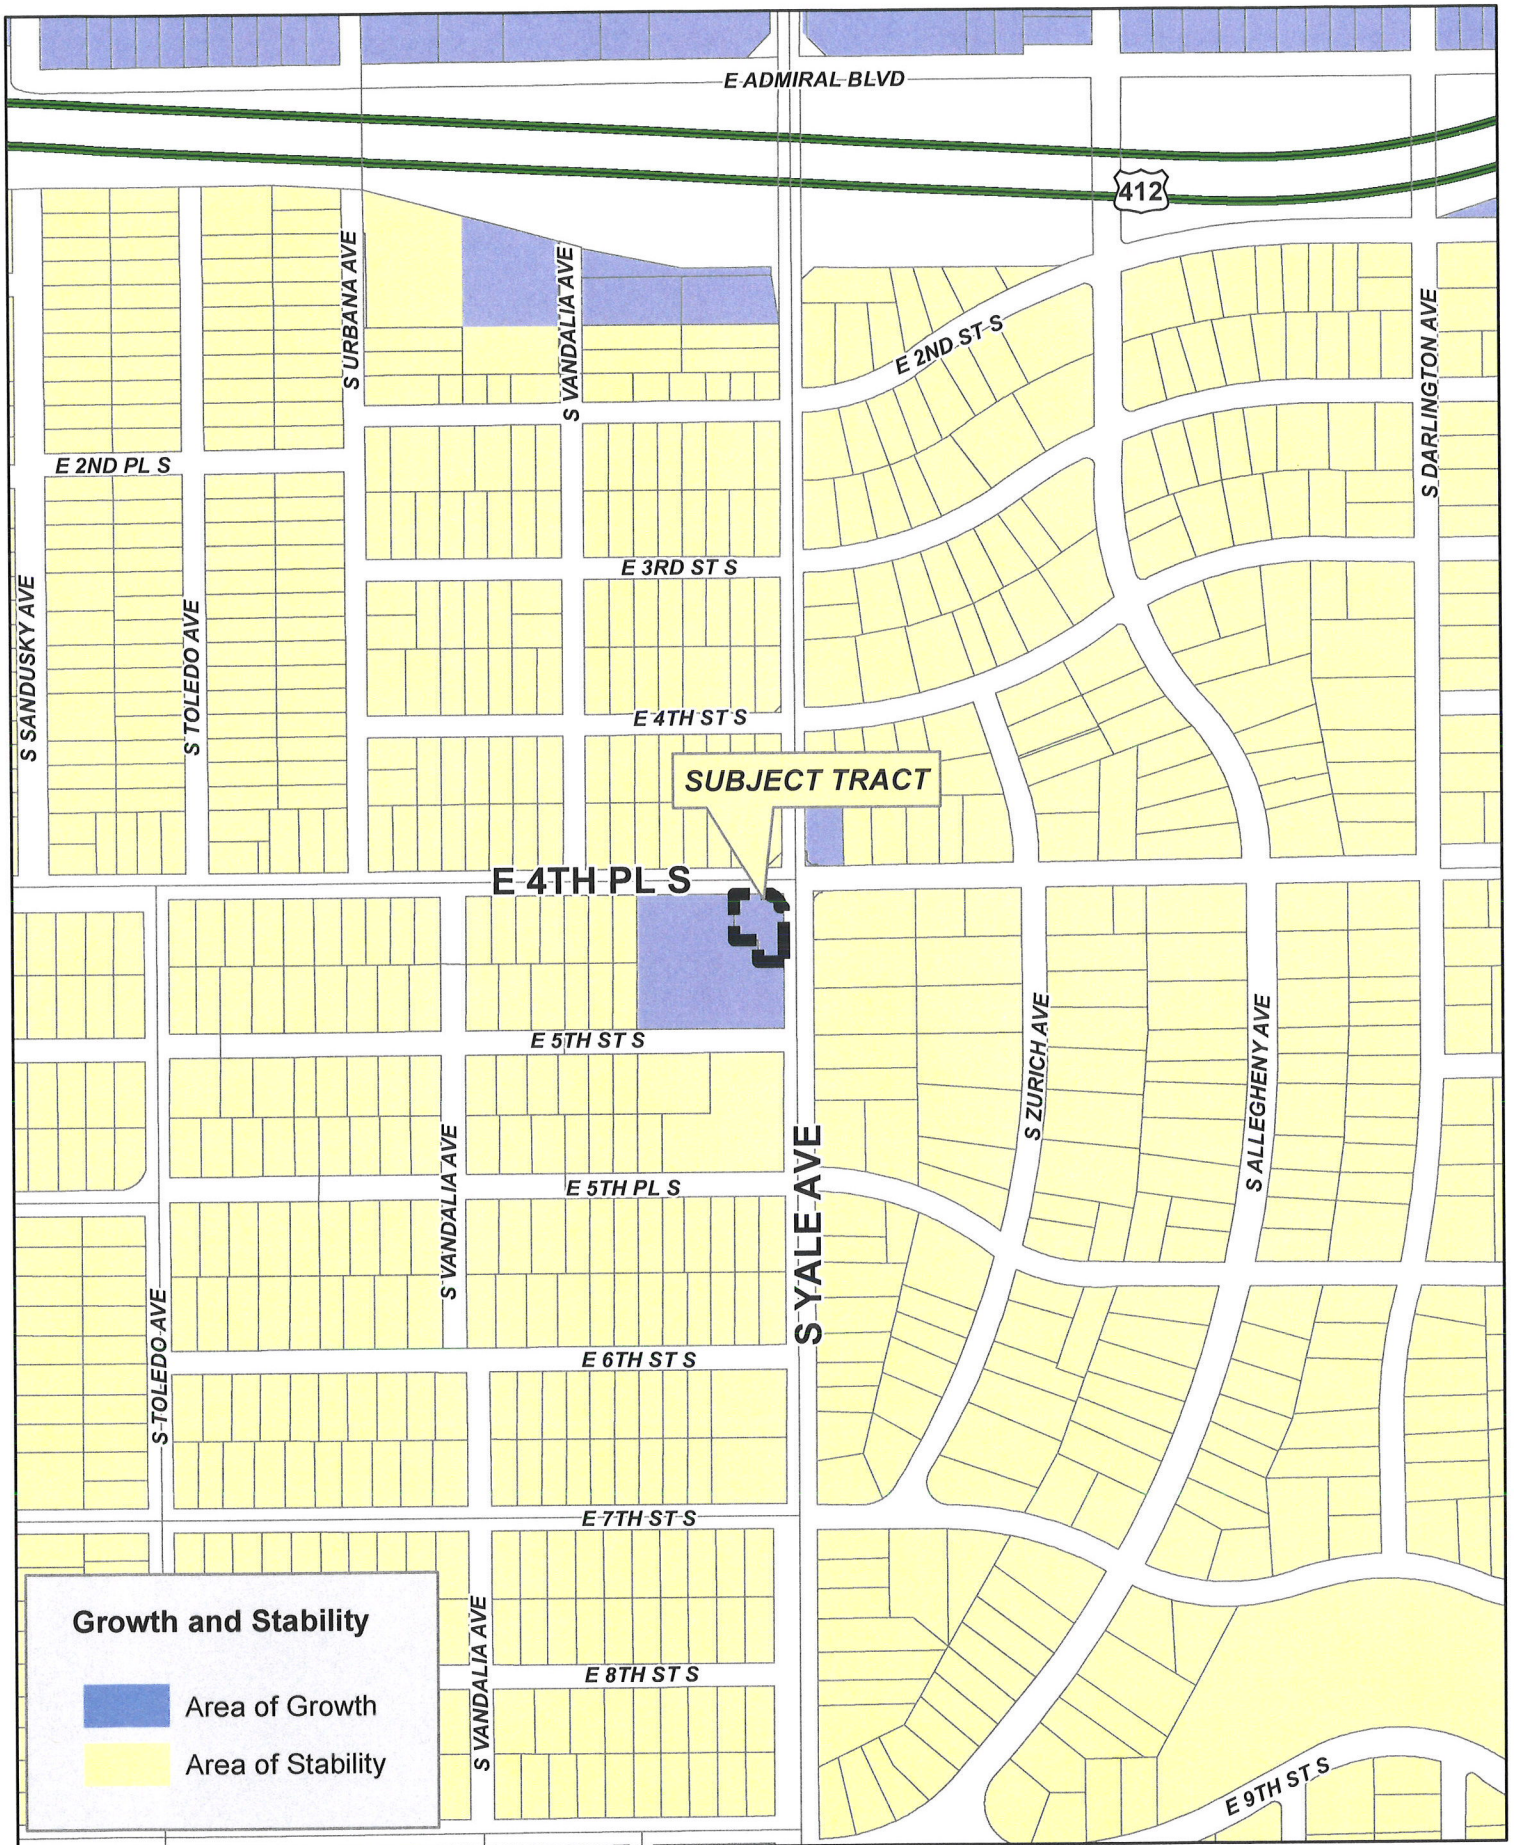 E ADMIRAL BLVD
412
S URBANA AVE
S VANDALIA AVE
E 2ND ST S
S DARLINGTON AVE
E 2ND PL S
E 3RD ST S
S SANDUSKY AVE
S TOLEDO AVE
E 4TH ST S
SUBJECT TRACT
E 4TH PL S
E 5TH ST S
S ZURICH AVE
S ALLEGHENY AVE
S VANDALIA AVE
E 5TH PL S
S YALE AVE
S TOLEDO AVE
E 6TH ST S
E 7TH ST S
S VANDALIA AVE
E 8TH ST S
E 9TH ST S
Growth and Stability
Area of Growth
Area of Stability